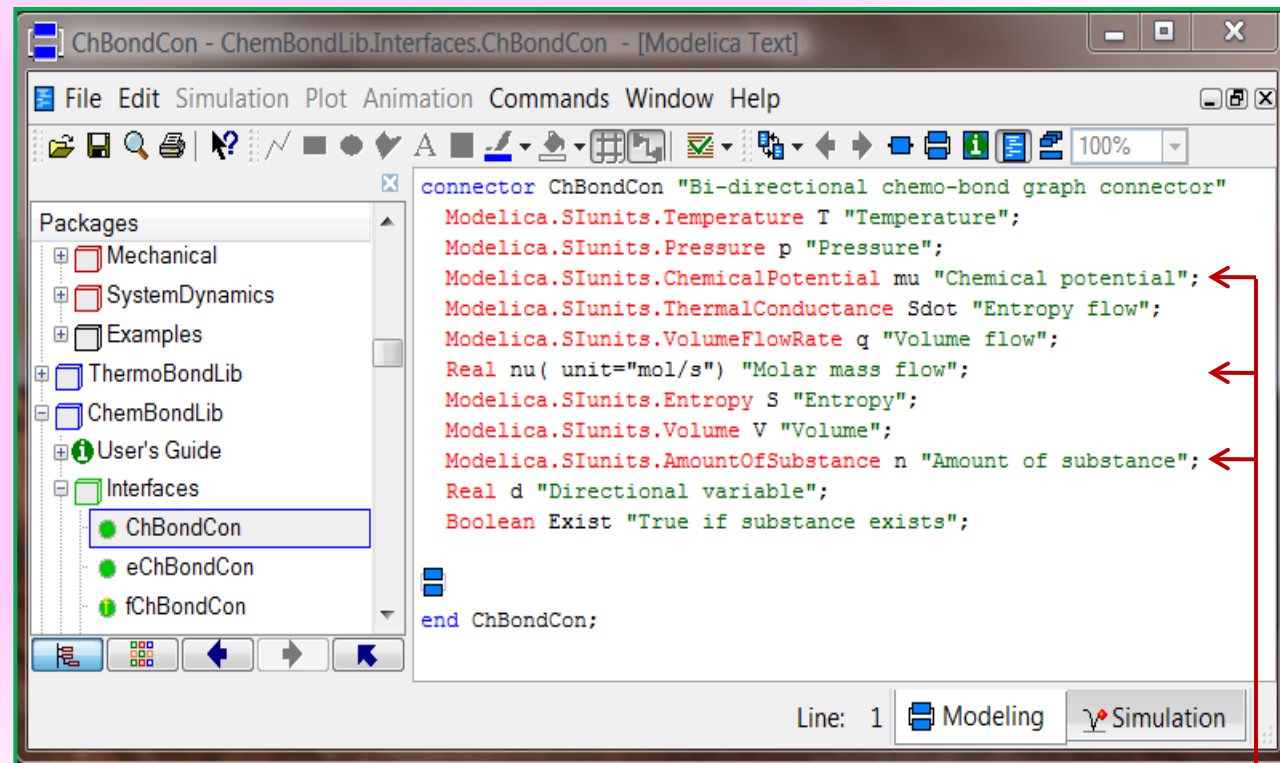 ChBondCon - ChemBondLib.Interfaces.ChBondCon - [Modelica Text]
File Edit Simulation Plot Animation Commands Window Help
100%
Packages
Mechanical
SystemDynamics
Examples
ThermoBondLib
ChemBondLib
User's Guide
Interfaces
ChBondCon
eChBondCon
fChBondCon
connector ChBondCon "Bi-directional chemo-bond graph connector"
Modelica.SIunits.Temperature T "Temperature";
Modelica.SIunits.Pressure p "Pressure";
Modelica.SIunits.ChemicalPotential mu "Chemical potential";
Modelica.SIunits.ThermalConductance Sdot "Entropy flow";
Modelica.SIunits.VolumeFlowRate q "Volume flow";
Real nu( unit="mol/s") "Molar mass flow";
Modelica.SIunits.Entropy S "Entropy";
Modelica.SIunits.Volume V "Volume";
Modelica.SIunits.AmountOfSubstance n "Amount of substance";
Real d "Directional variable";
Boolean Exist "True if substance exists";
end ChBondCon;
Line: 1 Modeling Simulation